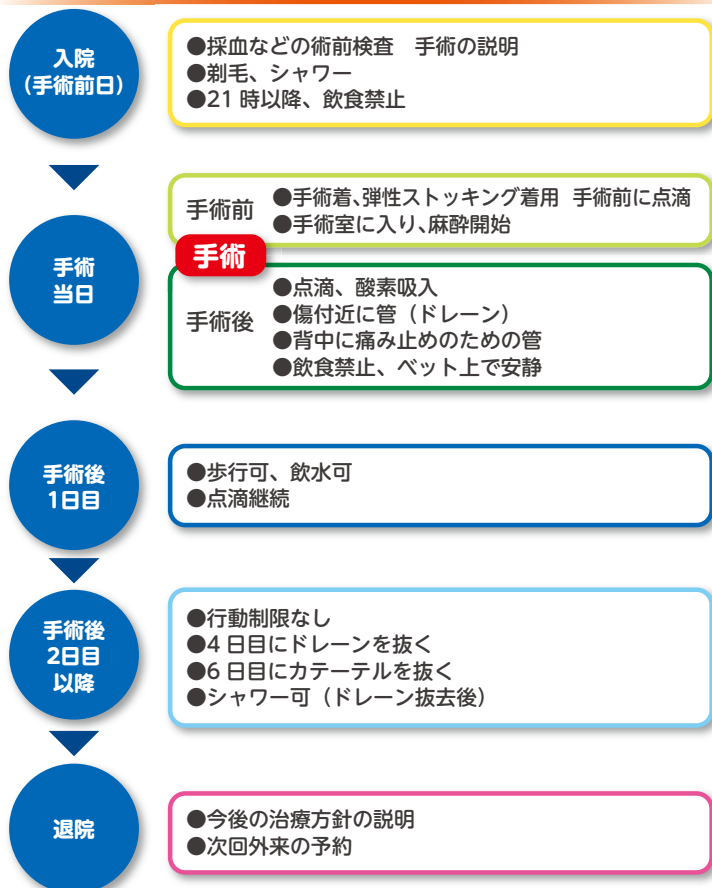 入院
(手術前日)
●採血などの術前検査　手術の説明
●剃毛、シャワー
●21 時以降、飲食禁止
手術
当日
手術前
●手術着、弾性ストッキング着用 手術前に点滴
●手術室に入り、麻酔開始
手術
手術後
●点滴、酸素吸入
●傷付近に管（ドレーン）
●背中に痛み止めのための管
●飲食禁止、ベット上で安静
手術後
1日目
●歩行可、飲水可
●点滴継続
手術後
2日目
以降
●行動制限なし
●4 日目にドレーンを抜く
●6 日目にカテーテルを抜く
●シャワー可（ドレーン抜去後）
退院
●今後の治療方針の説明
●次回外来の予約